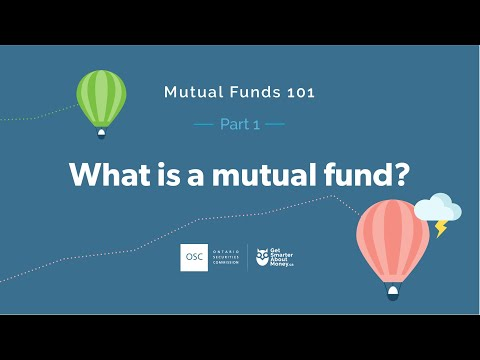 Mutual Funds 101
Part 1
What is a mutual fund?
OSC
ONTARIO
SECURITIES
COMMISSION
Get
Smarter
About
Money.ca